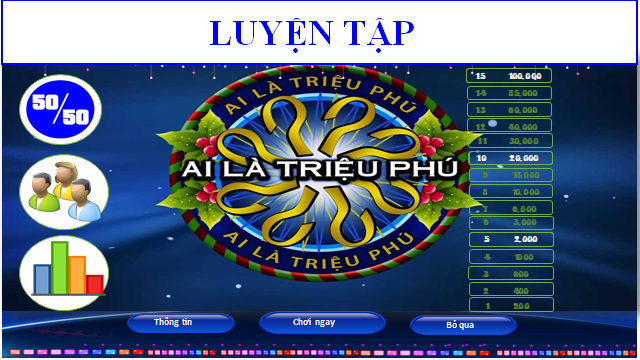 LUYỆN TẬP
50/50
AI LÀ TRIỆU PHÚ
AI LÀ TRIỆU PHÚ
AI LÀ TRIỆU PHÚ
15 100,000
14 85,000
13 60,000
12 40,000
11 30,000
10 20,000
9 15,000
8 10,000
7 6,000
6 3,000
5 2,000
4 1000
3 600
2 400
1 200
Thông tin
Chơi ngay
Bỏ qua